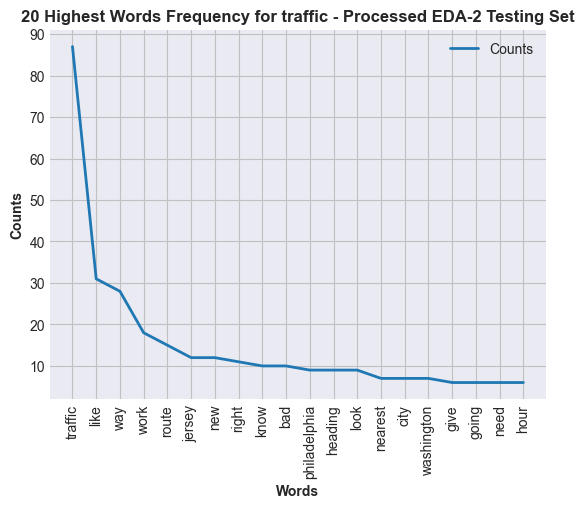 20 Highest Words Frequency for traffic - Processed EDA-2 Testing Set
Counts
90
80
70
60
50
40
30
20
10
Counts
traffic
like
way
work
route
jersey
new
right
know
bad
philadelphia
heading
look
nearest
city
washington
give
going
need
hour
Words